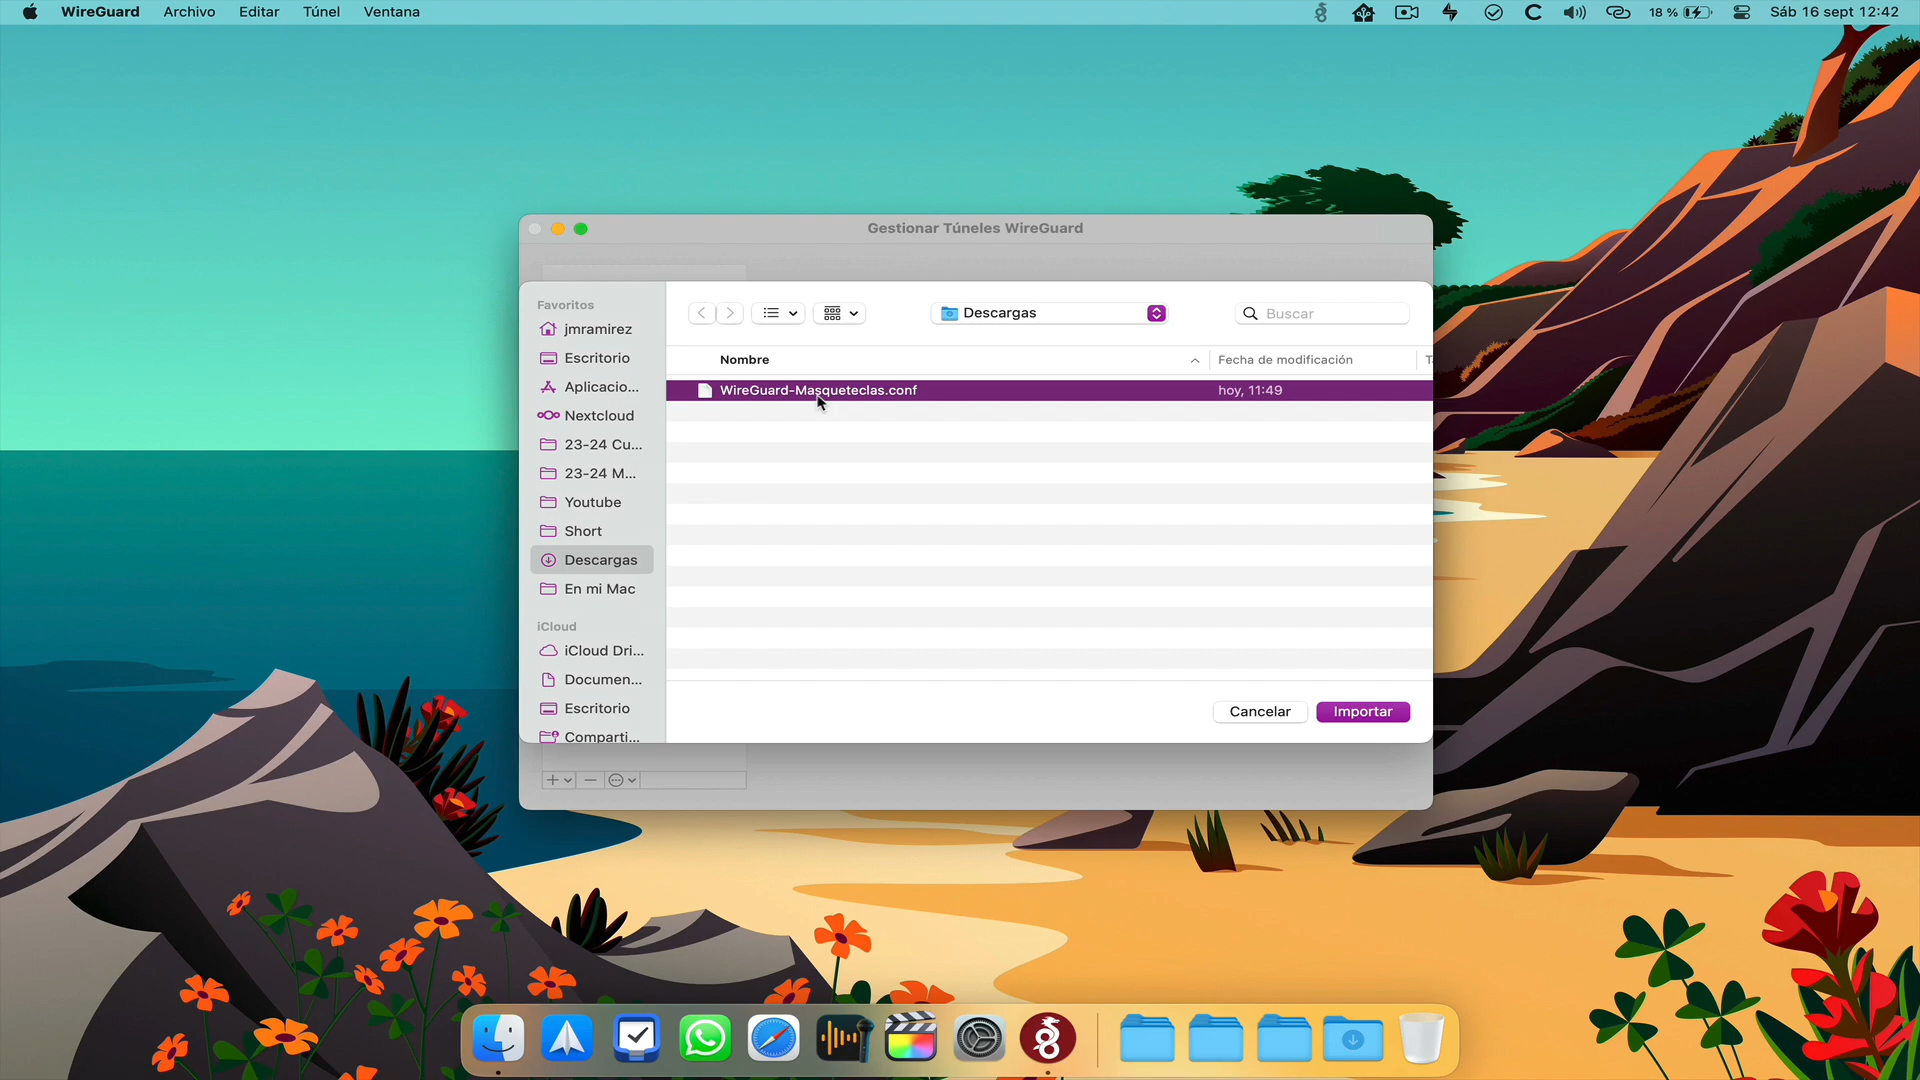 WireGuard Archivo Editar Túnel Ventana
18 % Sáb 16 sept 12:42
Gestionar Túneles WireGuard
Favoritos
jmramirez
Escritorio
Aplicacio...
Nextcloud
23-24 Cu...
23-24 M...
Youtube
Short
Descargas
En mi Mac
iCloud
iCloud Dri...
Documen...
Escritorio
Comparti...
Descargas
Buscar
Nombre Fecha de modificación
WireGuard-Masqueteclas.conf hoy, 11:49
Cancelar Importar